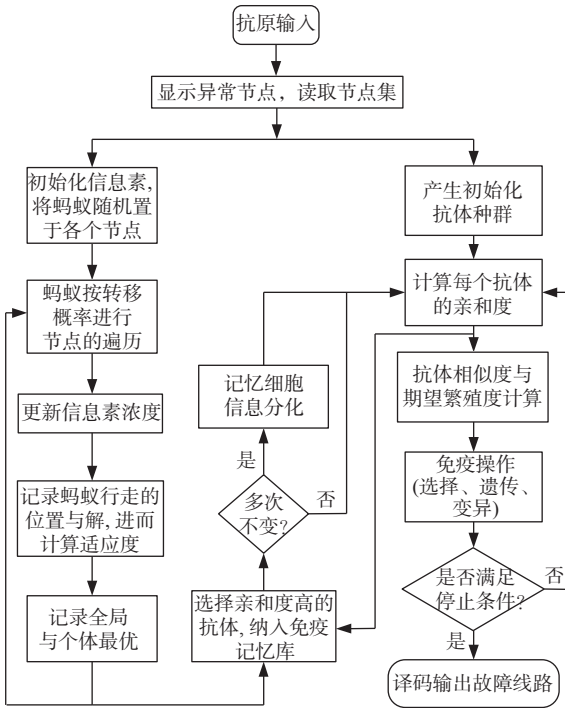 抗原输入
显示异常节点，读取节点集
初始化信息素，
将蚂蚁随机置
于各个节点
蚂蚁按转移
概率进行
节点的遍历
更新信息素浓度
记录蚂蚁行走的
位置与解，进而
计算适应度
记录全局
与个体最优
记忆细胞
信息分化
是
多次
不变?
否
选择亲和度高的
抗体，纳入免疫
记忆库
产生初始化
抗体种群
计算每个抗体
的亲和度
抗体相似度与
期望繁殖度计算
免疫操作
(选择、遗传、
变异)
是否满足
停止条件?
否
是
译码输出故障线路